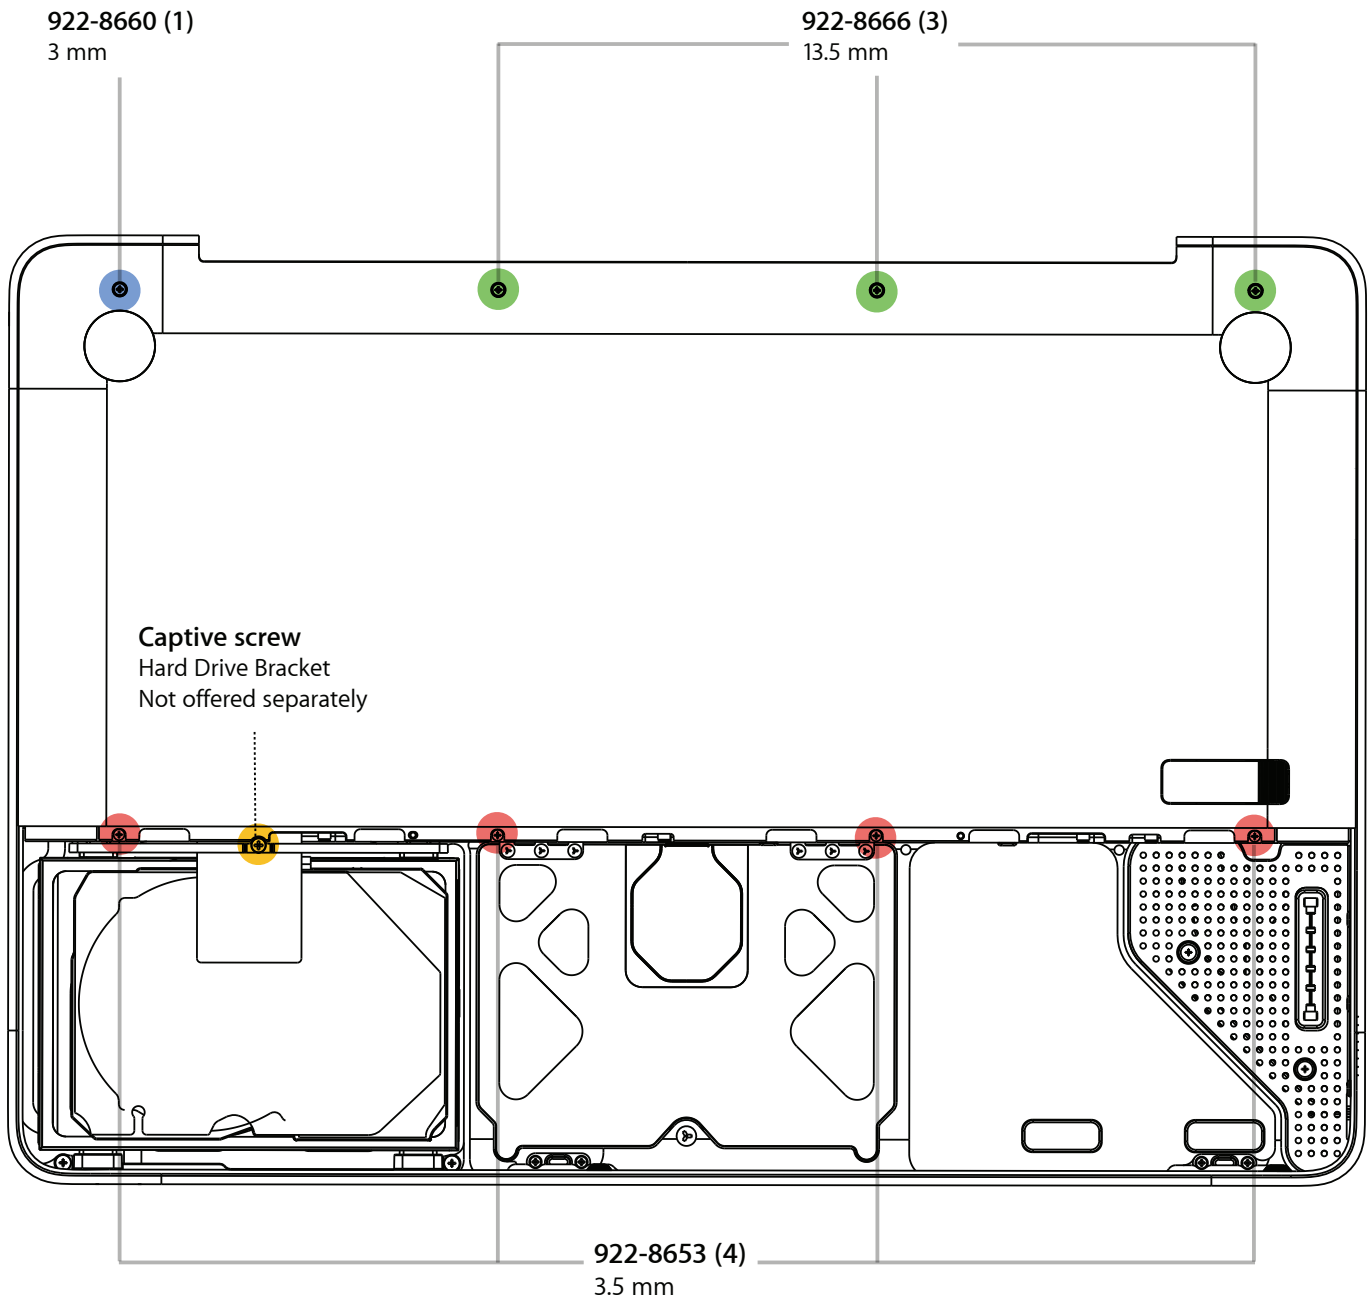 922-8660 (1)
3 mm
922-8666 (3)
13.5 mm
Captive screw
Hard Drive Bracket
Not offered separately
922-8653 (4)
3.5 mm